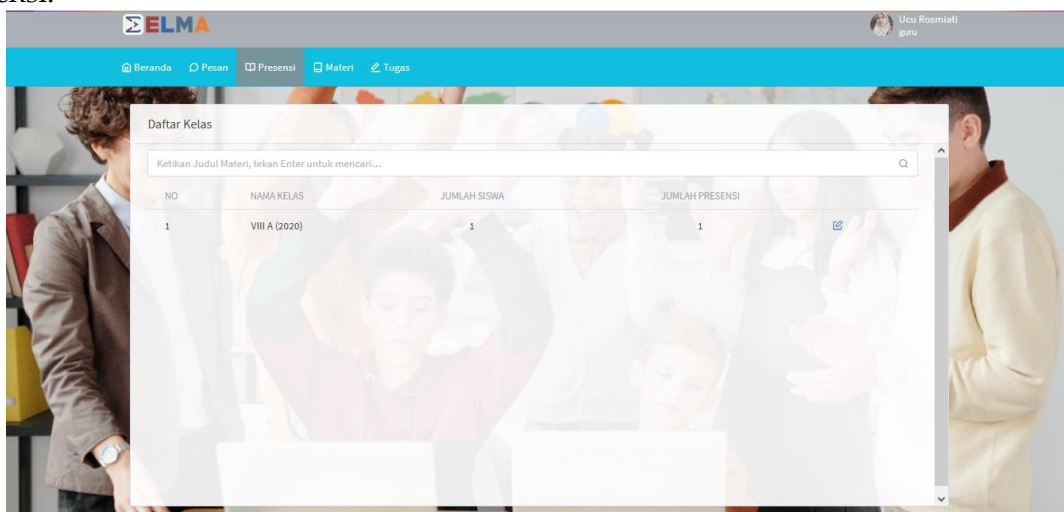 ELMA
Ucu Rosmiati
guru
Beranda Pesan Presensi Materi Tugas
Daftar Kelas
Ketikan Judul Materi, tekan Enter untuk mencari...
NO NAMA KELAS JUMLAH SISWA JUMLAH PRESENSI
1 VIII A (2020) 1 1